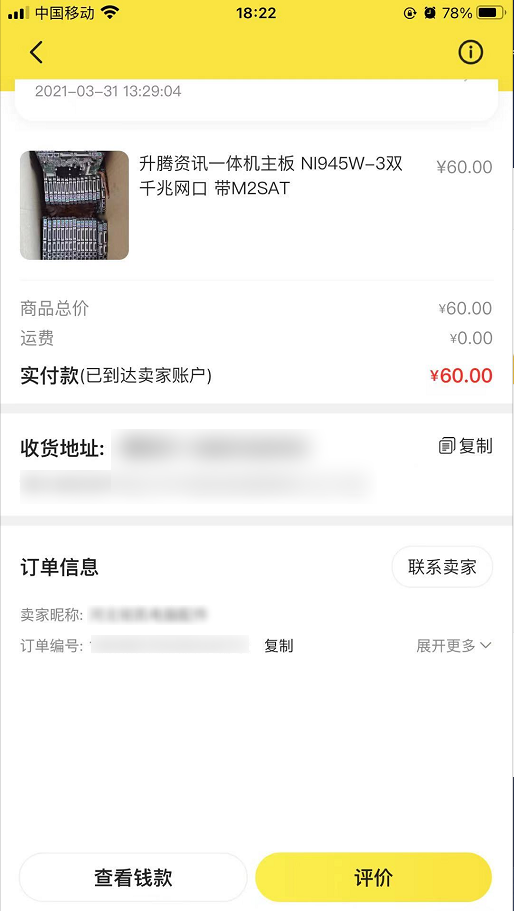 中国移动 18:22 78%
2021-03-31 13:29:04
升腾资讯一体机主板 NI945W-3双 ¥60.00
千兆网口 带M2SAT
商品总价 ¥60.00
运费 ¥0.00
实付款(已到达卖家账户) ¥60.00
收货地址: 复制
订单信息 联系卖家
卖家昵称:
订单编号: 复制 展开更多
查看钱款 评价